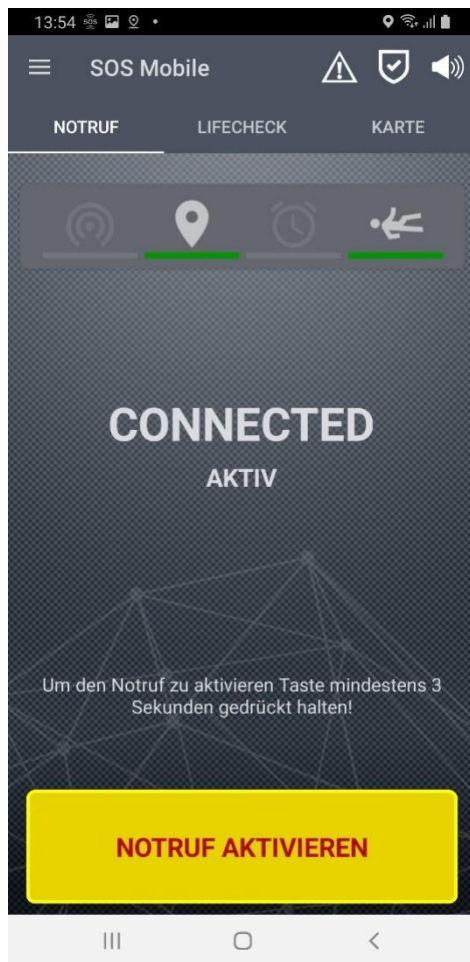 13:54
SOS Mobile
NOTRUF
LIFECHECK
KARTE
CONNECTED
AKTIV
Um den Notruf zu aktivieren Taste mindestens 3
Sekunden gedrückt halten!
NOTRUF AKTIVIEREN